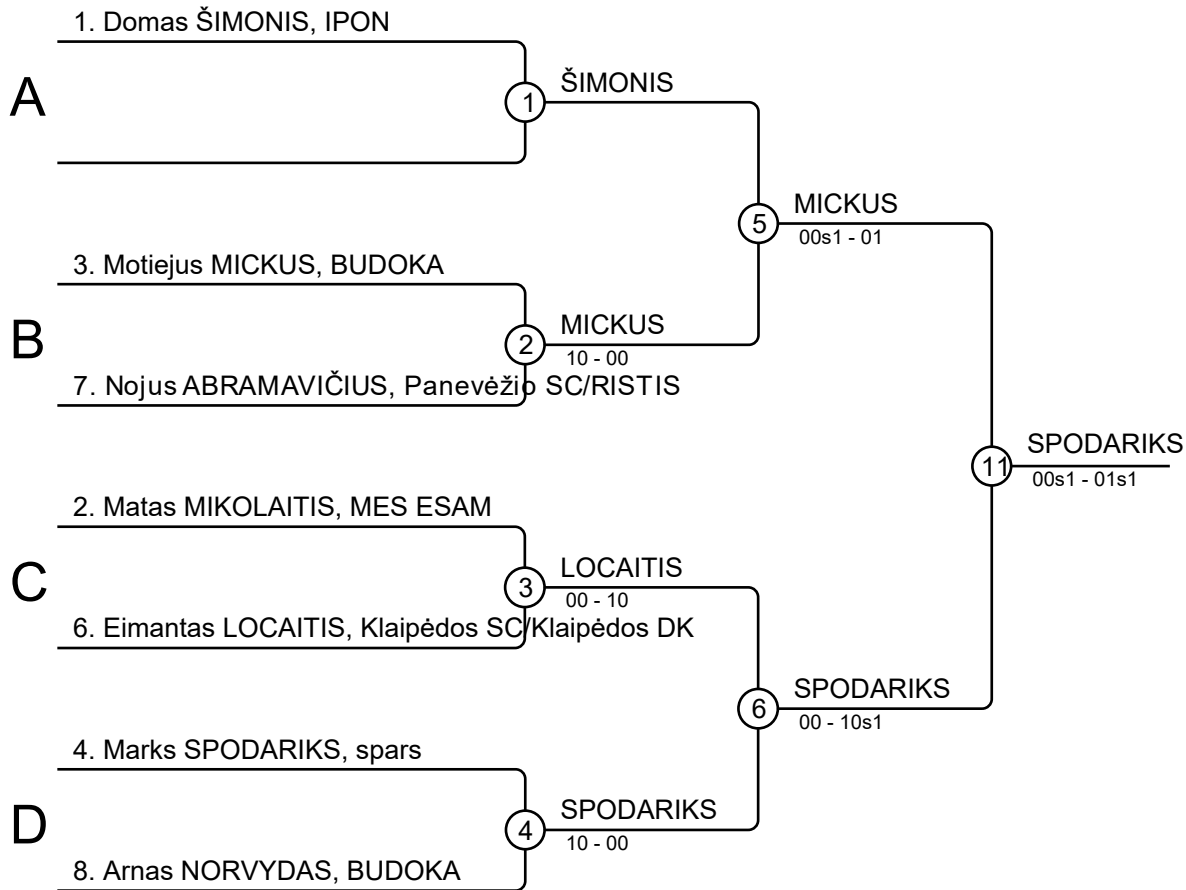 1. Domas ŠIMONIS, IPON
A
1
ŠIMONIS
5
MICKUS
00s1 - 01
3. Motiejus MICKUS, BUDOKA
B
2
MICKUS
10 - 00
7. Nojus ABRAMAVIČIUS, Panevėžio SC/RISTIS
11
SPODARIKS
00s1 - 01s1
2. Matas MIKOLAITIS, MES ESAM
C
3
LOCAITIS
00 - 10
6. Eimantas LOCAITIS, Klaipėdos SC/Klaipėdos DK
6
SPODARIKS
00 - 10s1
4. Marks SPODARIKS, spars
D
4
SPODARIKS
10 - 00
8. Arnas NORVYDAS, BUDOKA